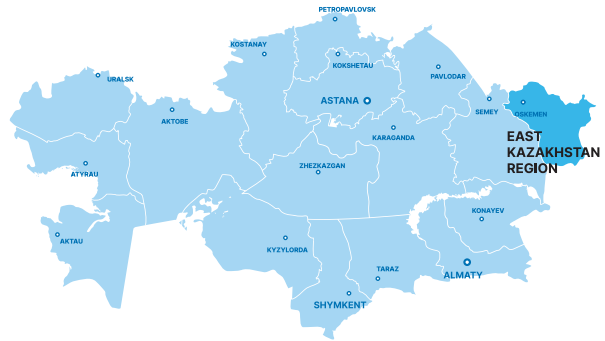 PETROPAVLOVSK
KOSTANAY
KOKSHETAU
URALSK
PAVLODAR
ASTANA
AKTOBE
SEMEY
OSKEMEN
KARAGANDA
EAST
KAZAKHSTAN
REGION
ZHEZKAZGAN
ATYRAU
KONAYEV
AKTAU
KYZYLORDA
TARAZ
ALMATY
SHYMKENT